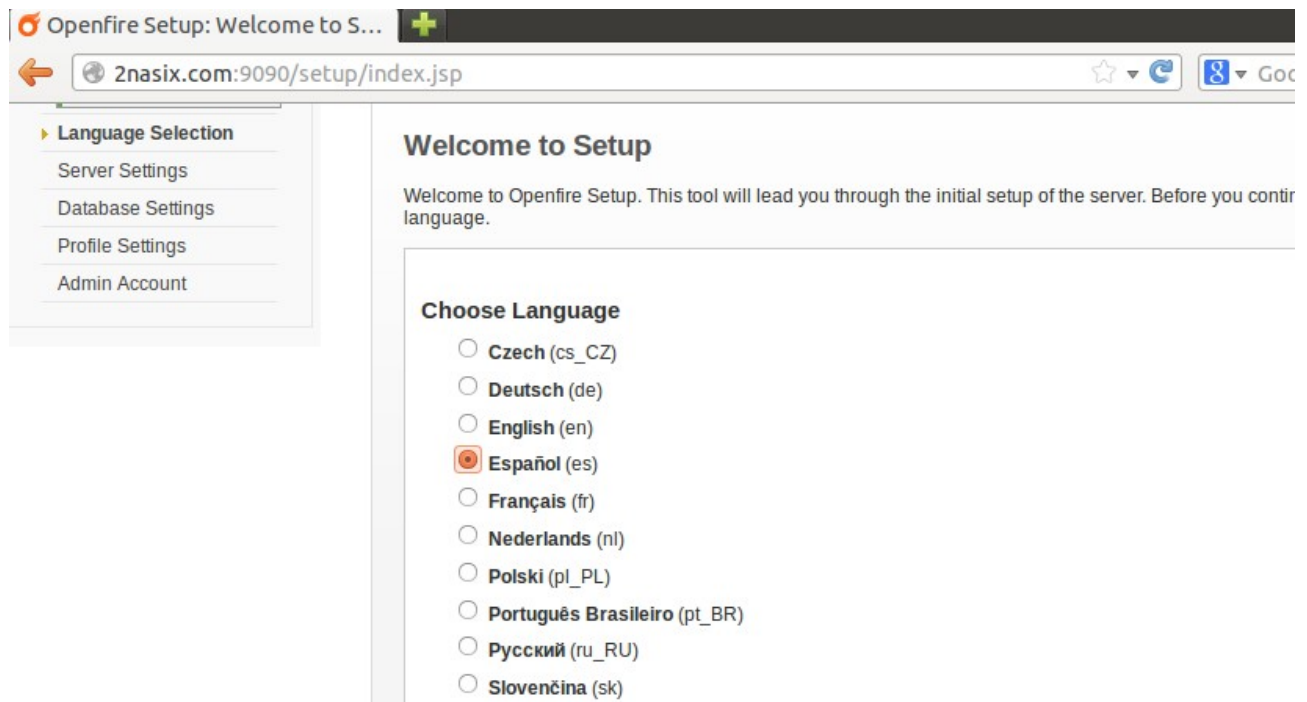 Openfire Setup: Welcome to S...
2nasix.com:9090/setup/index.jsp
8
Language Selection
Server Settings
Database Settings
Profile Settings
Admin Account
Welcome to Setup
Welcome to Openfire Setup. This tool will lead you through the initial setup of the server. Before you
language.
Choose Language
Czech (cs_CZ)
Deutsch (de)
English (en)
Español (es)
Français (fr)
Nederlands (nl)
Polski (pl_PL)
Português Brasileiro (pt_BR)
Русский (ru_RU)
Slovenčina (sk)